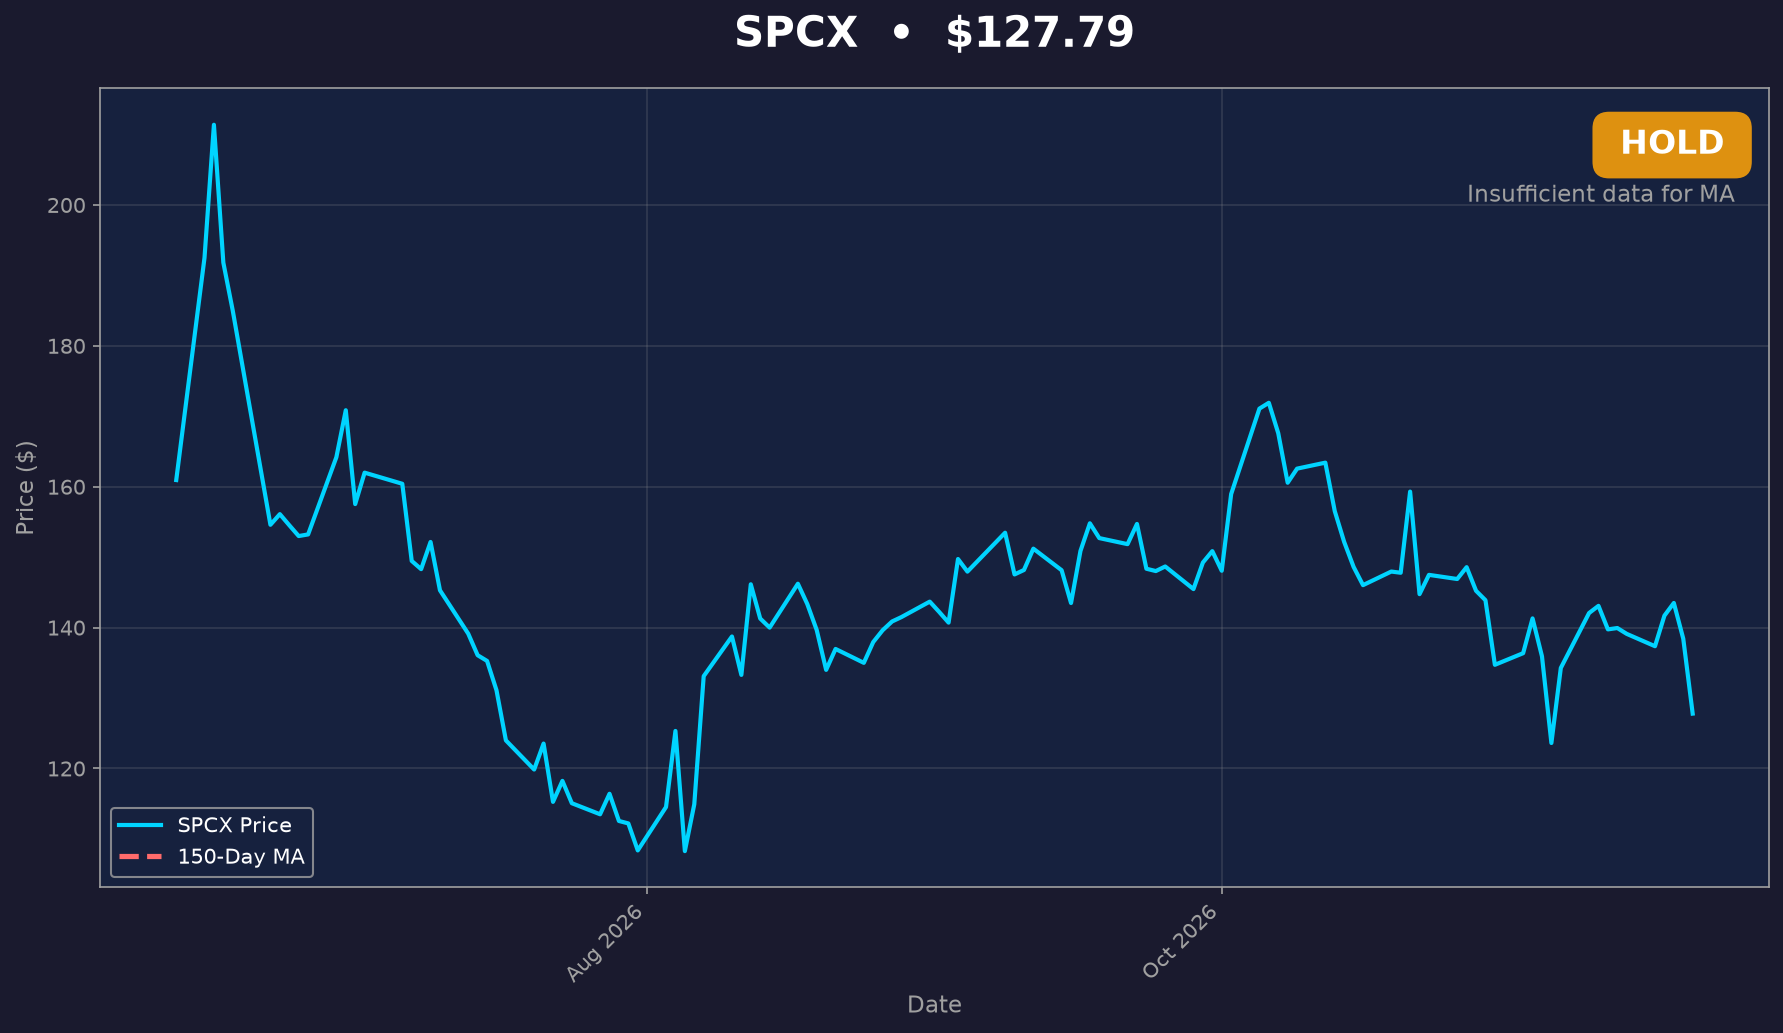 SPCX • $127.79
HOLD
Insufficient data for MA
Price ($)
200
180
160
140
120
SPCX Price
150-Day MA
Aug 2026
Oct 2026
Date